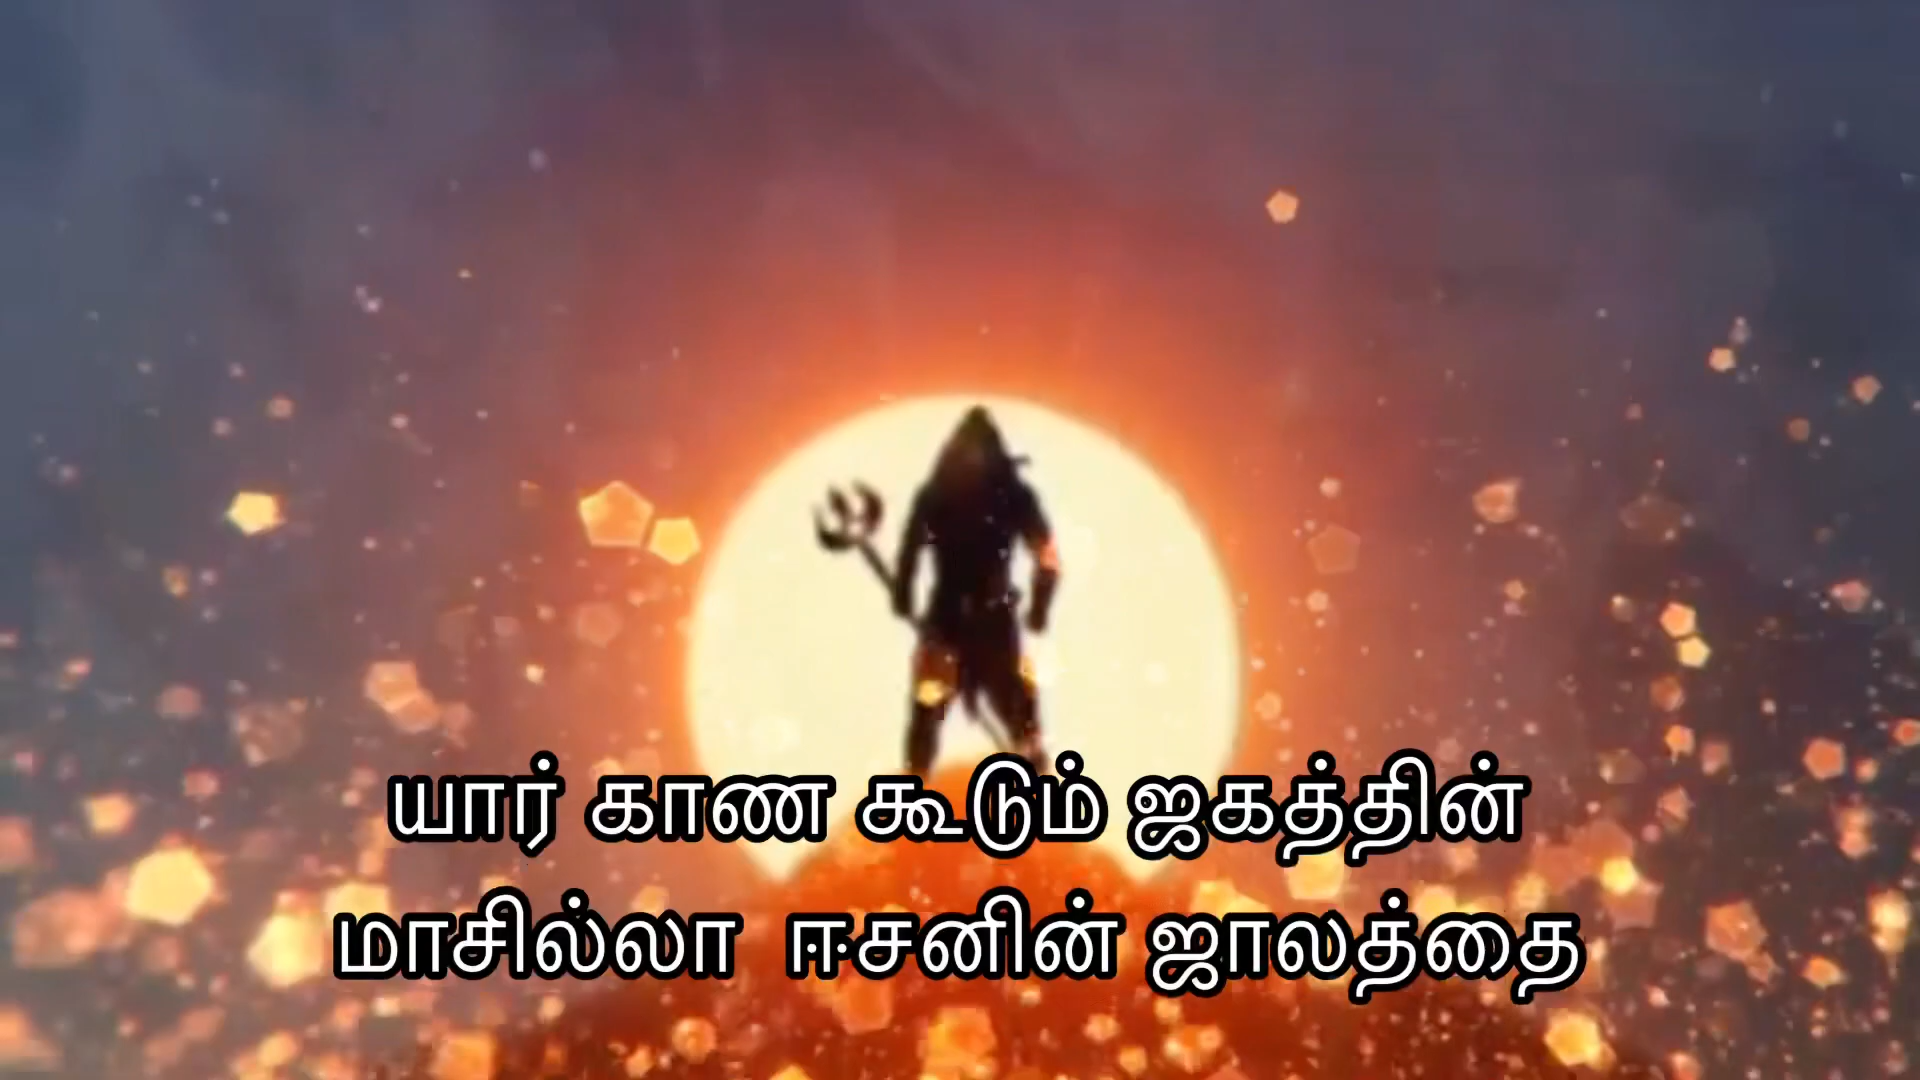 யார் காண கூடும் ஜகத்தின்
மாசில்லா ஈசனின் ஜாலத்தை